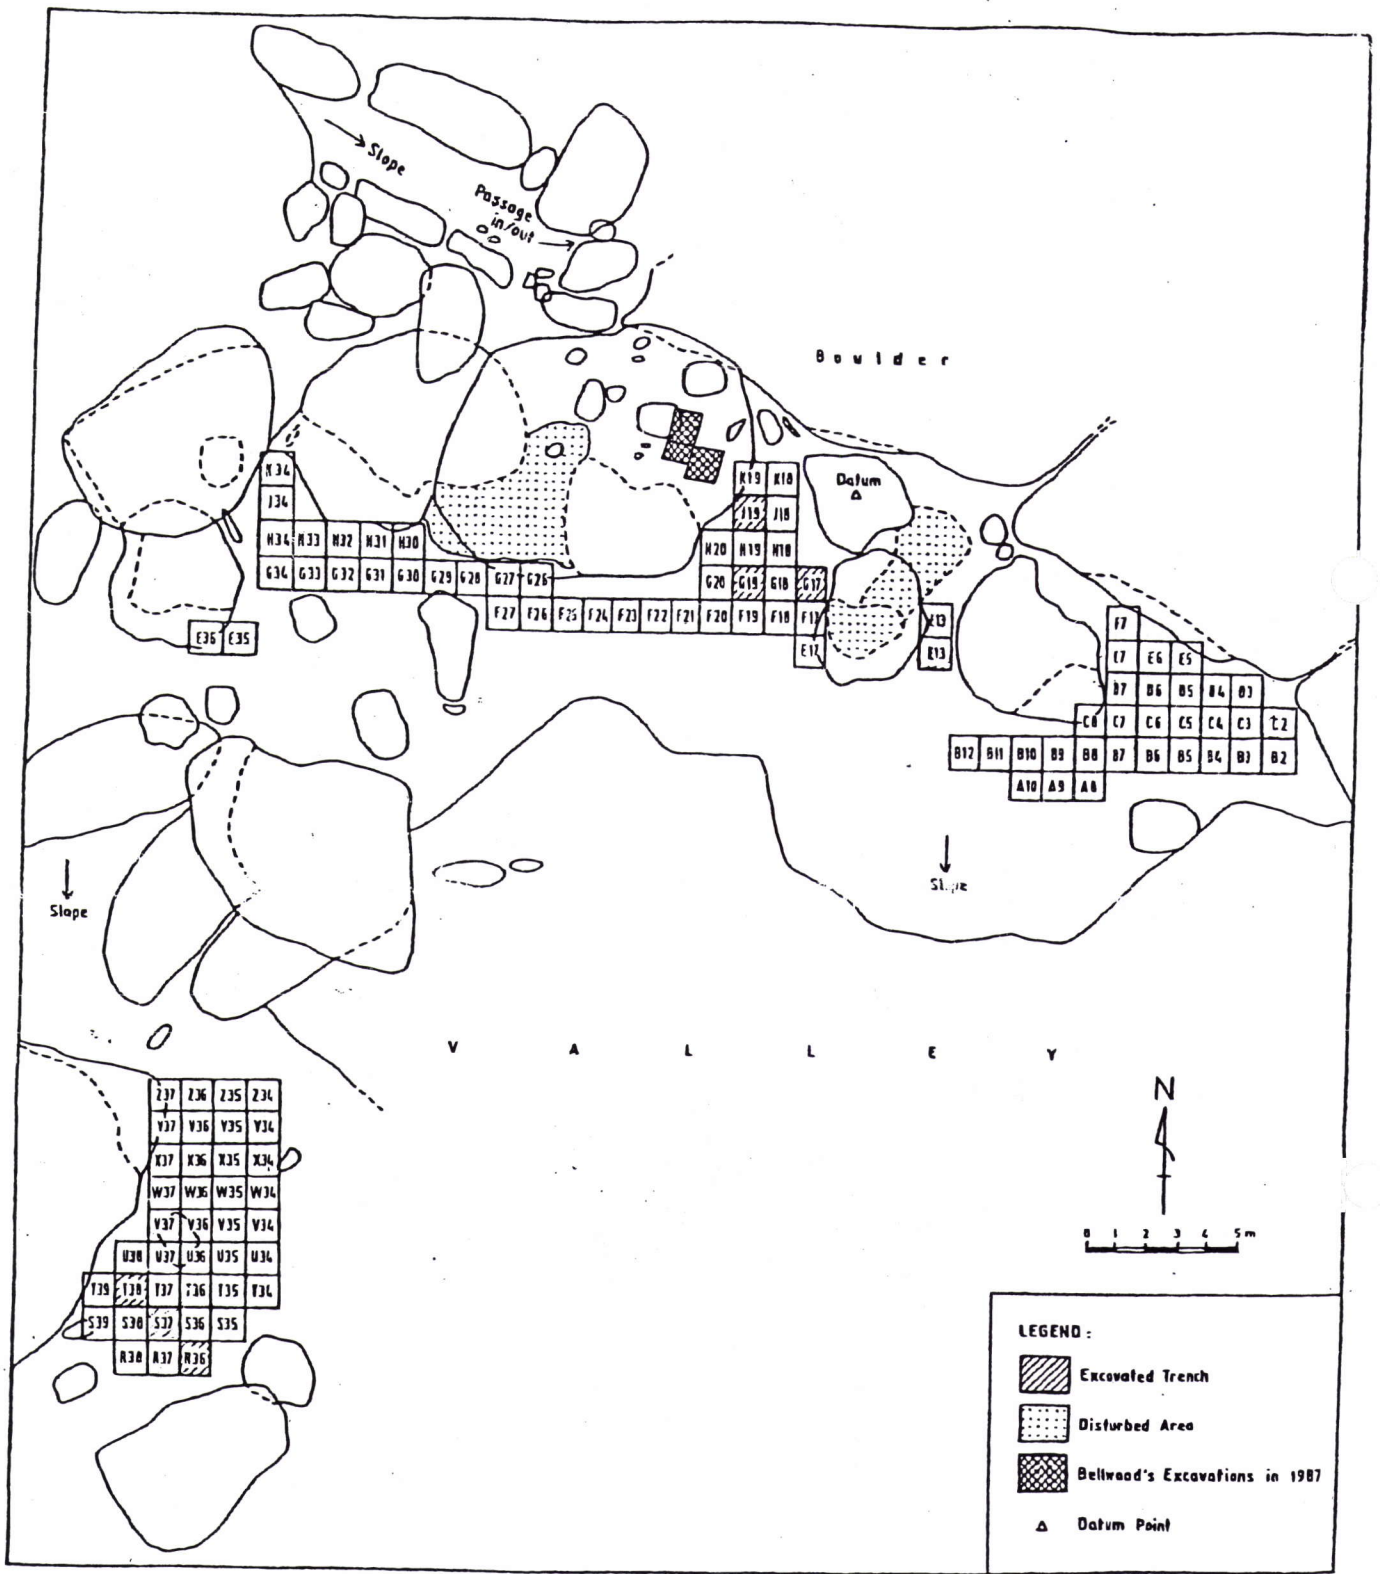 Slope
Passage
in/out
Boulder
Datum
K34
K19 K18
J34
J19 J18
H34 H33 H32 H31 H30
H20 H19 H18
G34 G33 G32 G31 G30 G29 G28 G27 G26
G20 G19 G18 G17
F27 F26 F25 F24 F23 F22 F21 F20 F19 F18 F17
F7
E36 E35
E17
E13
E7 E6 E5
B7 B6 B5 B4 B3
C8 C7 C6 C5 C4 C3 C2
B12 B11 B10 B9 B8 B7 B6 B5 B4 B3 B2
A10 A9 A8
Slope
VALLEY
Z37 Z36 Z35 Z34
Y37 Y36 Y35 Y34
X37 X36 X35 X34
W37 W36 W35 W34
V37 V36 V35 V34
U38 U37 U36 U35 U34
T39 T38 T37 T36 T35 T34
S39 S38 S37 S36 S35
R38 R37 R36
N
0 1 2 3 4 5m
LEGEND:
Excavated Trench
Disturbed Area
Bellwood's Excavations in 1987
Datum Point